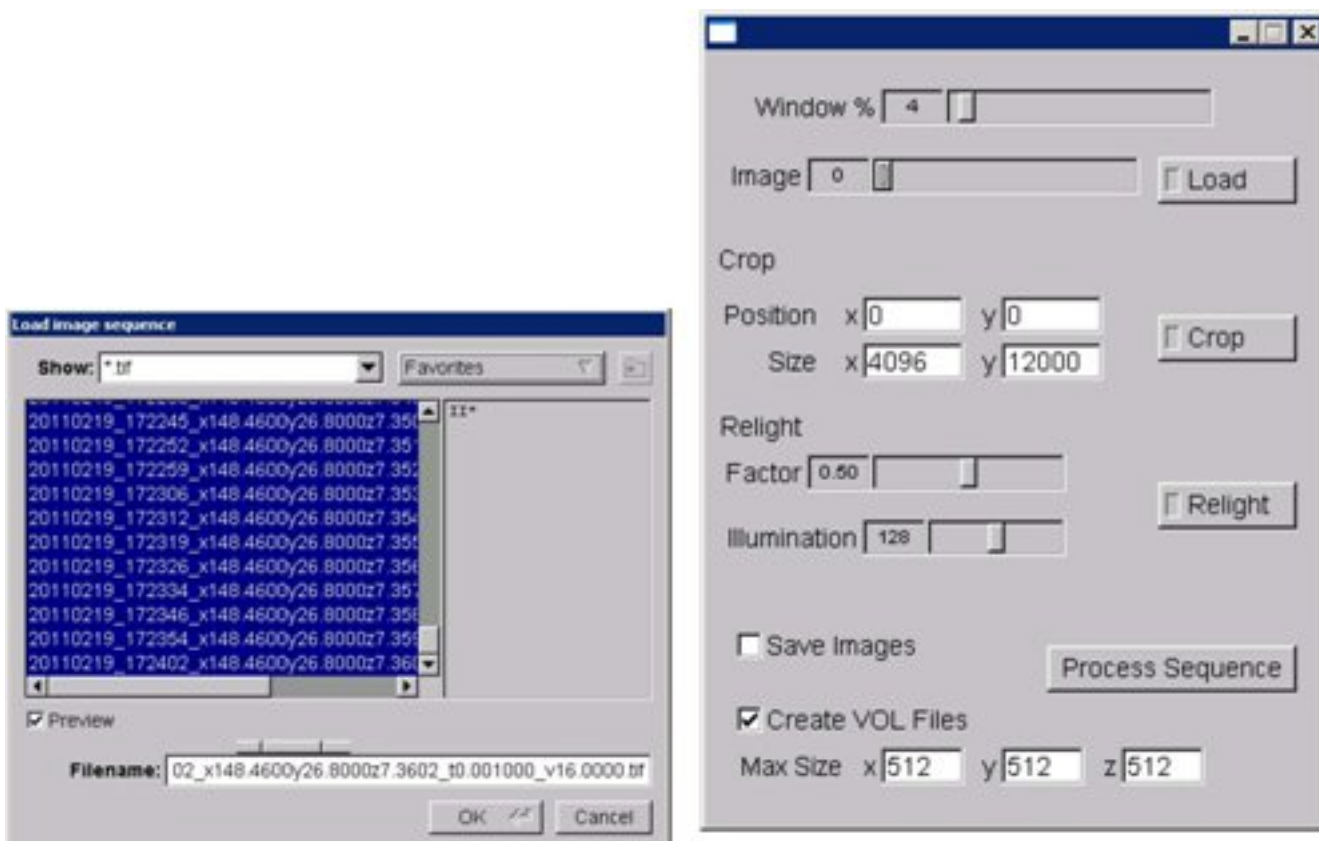 Load image sequence
Show: *.tif
Favorites
20110219_172245_x148.4600y26.8000z7.350
II*
20110219_172252_x148.4600y26.8000z7.351
20110219_172259_x148.4600y26.8000z7.352
20110219_172306_x148.4600y26.8000z7.353
20110219_172312_x148.4600y26.8000z7.354
20110219_172319_x148.4600y26.8000z7.355
20110219_172326_x148.4600y26.8000z7.356
20110219_172334_x148.4600y26.8000z7.357
20110219_172346_x148.4600y26.8000z7.358
20110219_172354_x148.4600y26.8000z7.359
20110219_172402_x148.4600y26.8000z7.360
Preview
Filename: 02_x148.4600y26.8000z7.3602_t0.001000_v16.0000.tif
OK
Cancel
Window % 4
Image 0
Load
Crop
Position x 0 y 0
Crop
Size x 4096 y 12000
Relight
Factor 0.50
Relight
Illumination 128
Save Images
Process Sequence
Create VOL Files
Max Size x 512 y 512 z 512